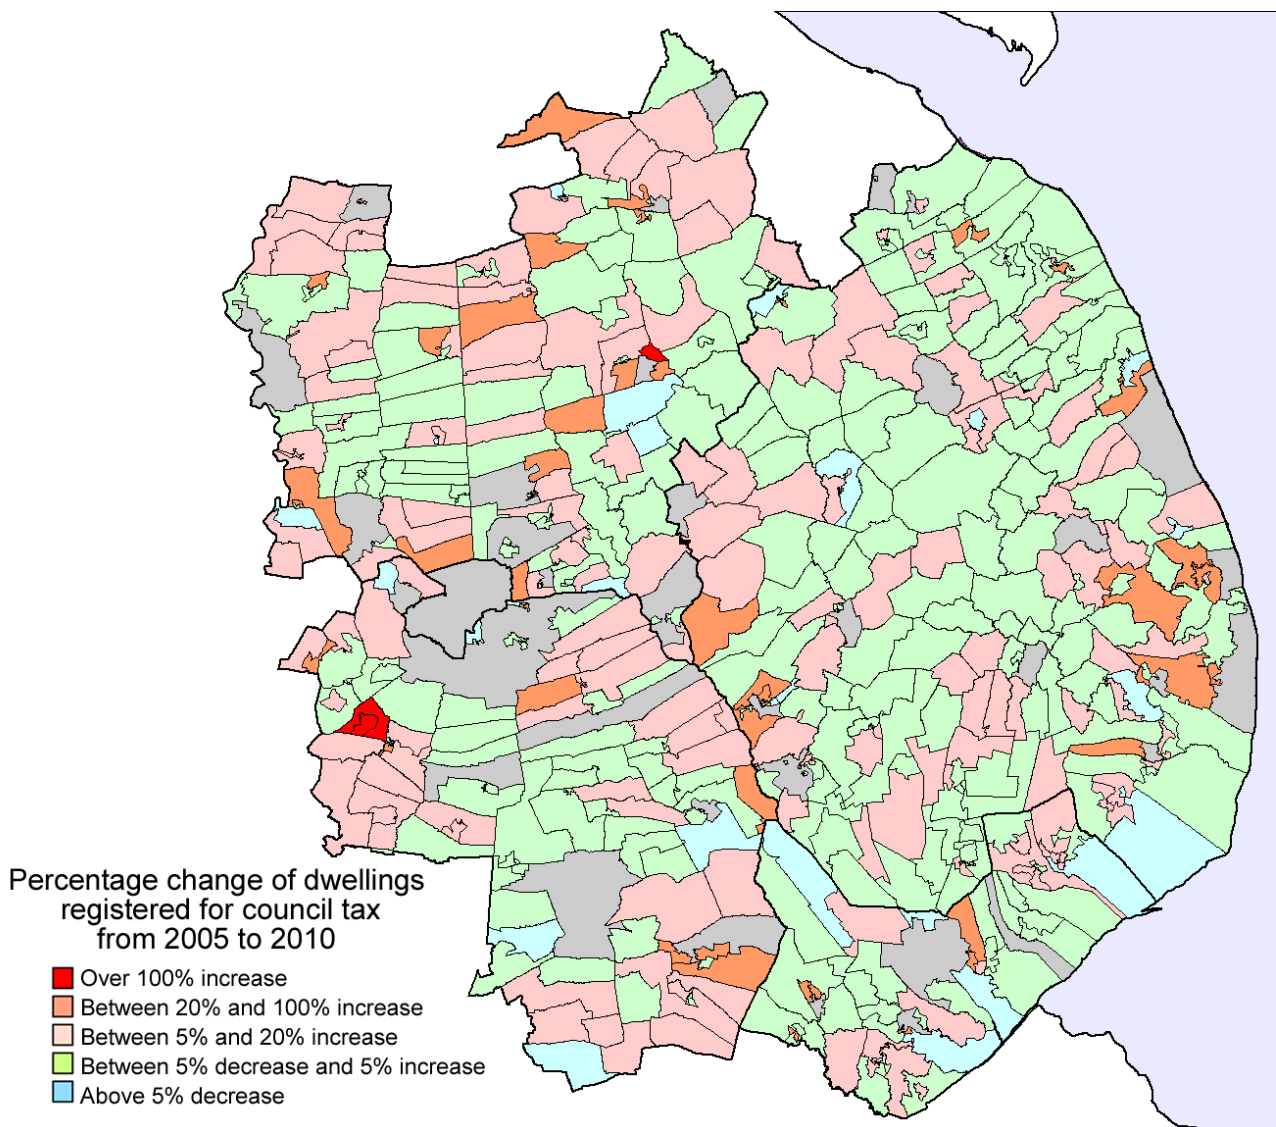 Percentage change of dwellings
registered for council tax
from 2005 to 2010
Over 100% increase
Between 20% and 100% increase
Between 5% and 20% increase
Between 5% decrease and 5% increase
Above 5% decrease